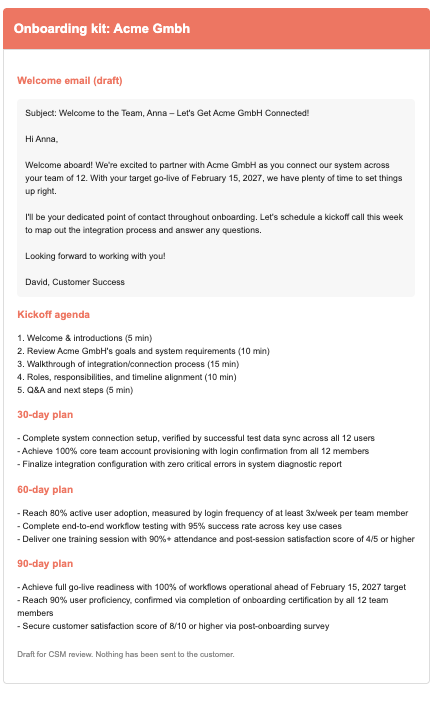 Onboarding kit: Acme Gmbh
Welcome email (draft)
Subject: Welcome to the Team, Anna – Let's Get Acme GmbH Connected!
Hi Anna,
Welcome aboard! We're excited to partner with Acme GmbH as you connect our system across
your team of 12. With your target go-live of February 15, 2027, we have plenty of time to set things
up right.
I'll be your dedicated point of contact throughout onboarding. Let's schedule a kickoff call this week
to map out the integration process and answer any questions.
Looking forward to working with you!
David, Customer Success
Kickoff agenda
1. Welcome & introductions (5 min)
2. Review Acme GmbH's goals and system requirements (10 min)
3. Walkthrough of integration/connection process (15 min)
4. Roles, responsibilities, and timeline alignment (10 min)
5. Q&A and next steps (5 min)
30-day plan
- Complete system connection setup, verified by successful test data sync across all 12 users
- Achieve 100% core team account provisioning with login confirmation from all 12 members
- Finalize integration configuration with zero critical errors in system diagnostic report
60-day plan
- Reach 80% active user adoption, measured by login frequency of at least 3x/week per team member
- Complete end-to-end workflow testing with 95% success rate across key use cases
- Deliver one training session with 90%+ attendance and post-session satisfaction score of 4/5 or higher
90-day plan
- Achieve full go-live readiness with 100% of workflows operational ahead of February 15, 2027 target
- Reach 90% user proficiency, confirmed via completion of onboarding certification by all 12 team
members
- Secure customer satisfaction score of 8/10 or higher via post-onboarding survey
Draft for CSM review. Nothing has been sent to the customer.